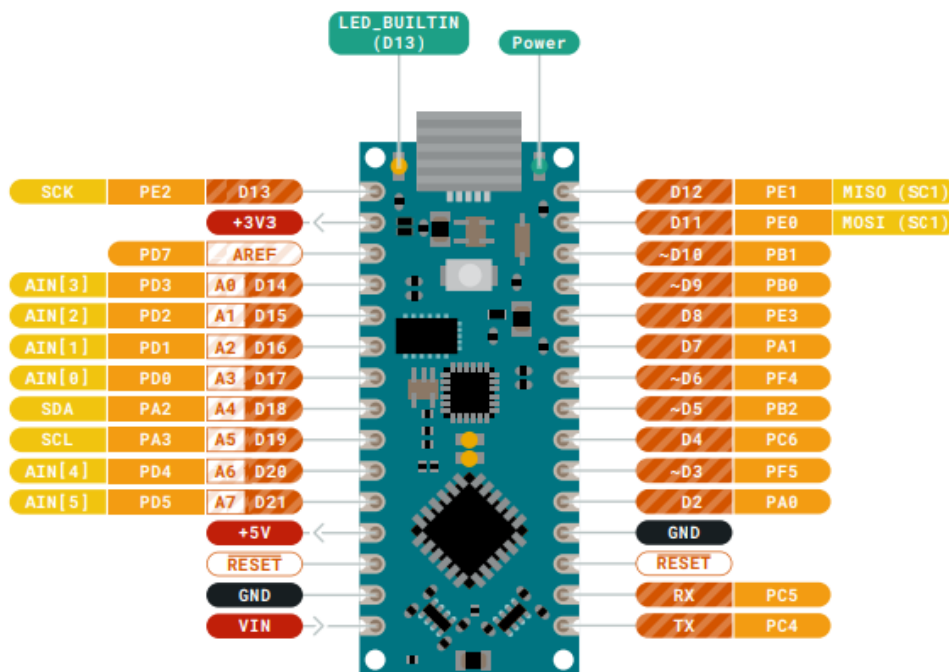 LED_BUILTIN
(D13)
Power
SCK PE2 D13
+3V3
PD7 AREF
AIN[3] PD3 A0 D14
AIN[2] PD2 A1 D15
AIN[1] PD1 A2 D16
AIN[0] PD0 A3 D17
SDA PA2 A4 D18
SCL PA3 A5 D19
AIN[4] PD4 A6 D20
AIN[5] PD5 A7 D21
+5V
RESET
GND
VIN
D12 PE1 MISO (SC1)
D11 PE0 MOSI (SC1)
~D10 PB1
~D9 PB0
D8 PE3
D7 PA1
~D6 PF4
~D5 PB2
D4 PC6
~D3 PF5
D2 PA0
GND
RESET
RX PC5
TX PC4